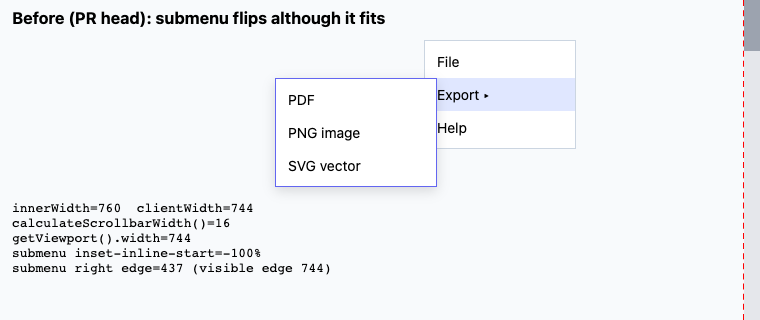 Before (PR head): submenu flips although it fits
File
Export ▸
Help
PDF
PNG image
SVG vector
innerWidth=760  clientWidth=744
calculateScrollbarWidth()=16
getViewport().width=744
submenu inset-inline-start=-100%
submenu right edge=437 (visible edge 744)